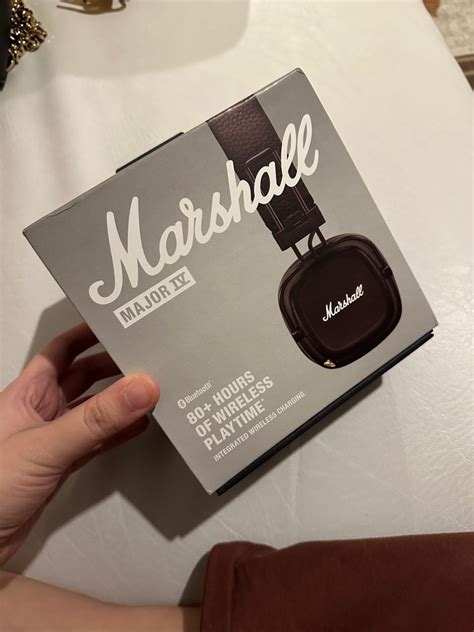 Marshall
MAJOR IV
Marshall
Bluetooth®
80+ HOURS
OF WIRELESS
PLAYTIME*
INTEGRATED WIRELESS CHARGING